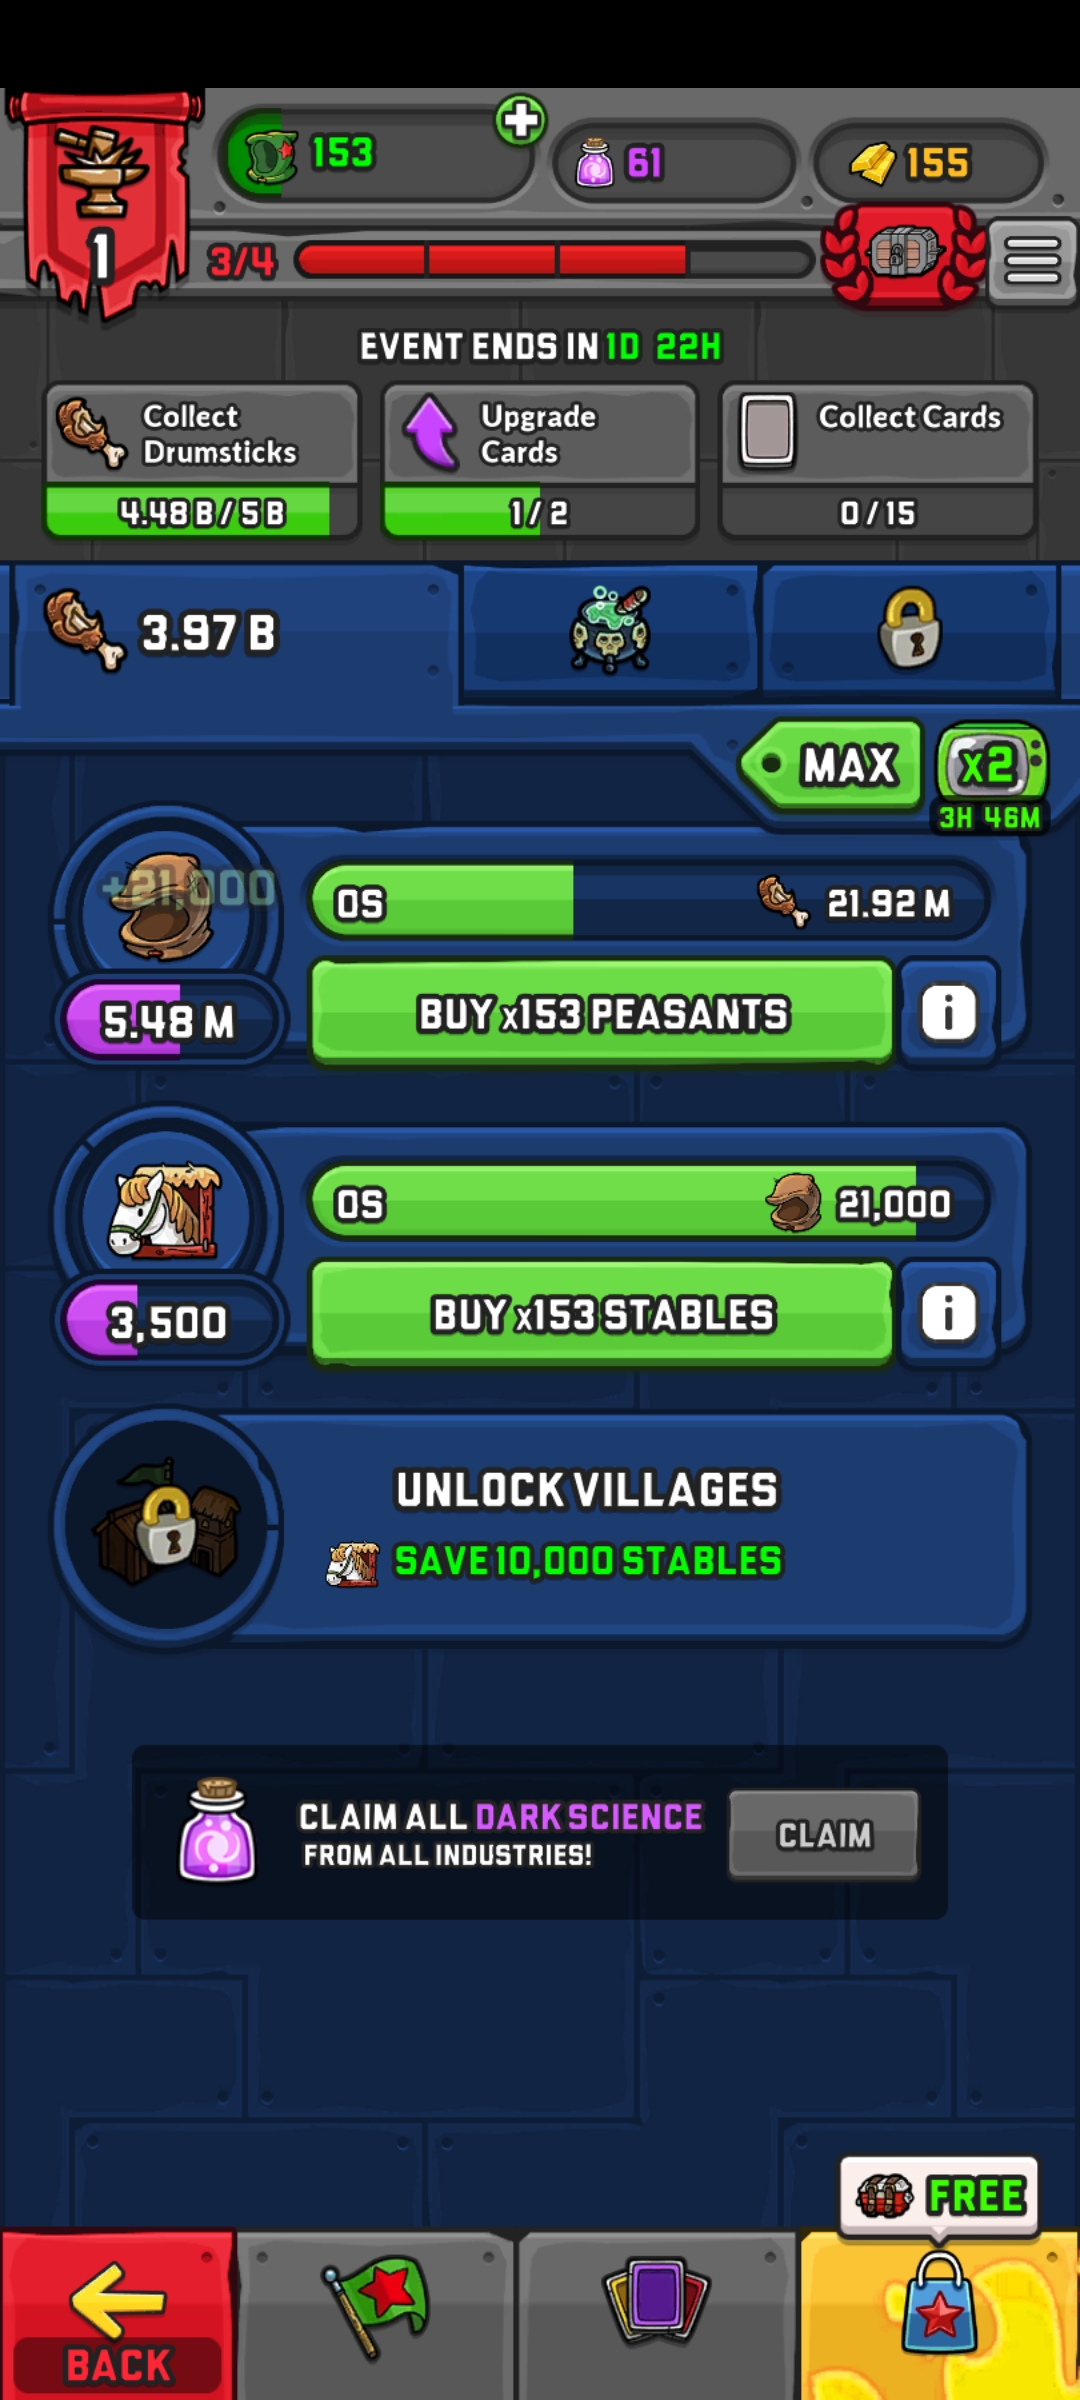 153
61
155
1
3/4
EVENT ENDS IN 1D 22H
Collect
Drumsticks
4.48 B / 5 B
Upgrade
Cards
1 / 2
Collect Cards
0 / 15
3.97 B
MAX
x2
3H 46M
+21,000
0S
21.92 M
5.48 M
BUY x153 PEASANTS
i
0S
21,000
3,500
BUY x153 STABLES
i
UNLOCK VILLAGES
SAVE 10,000 STABLES
CLAIM ALL DARK SCIENCE
FROM ALL INDUSTRIES!
CLAIM
FREE
BACK